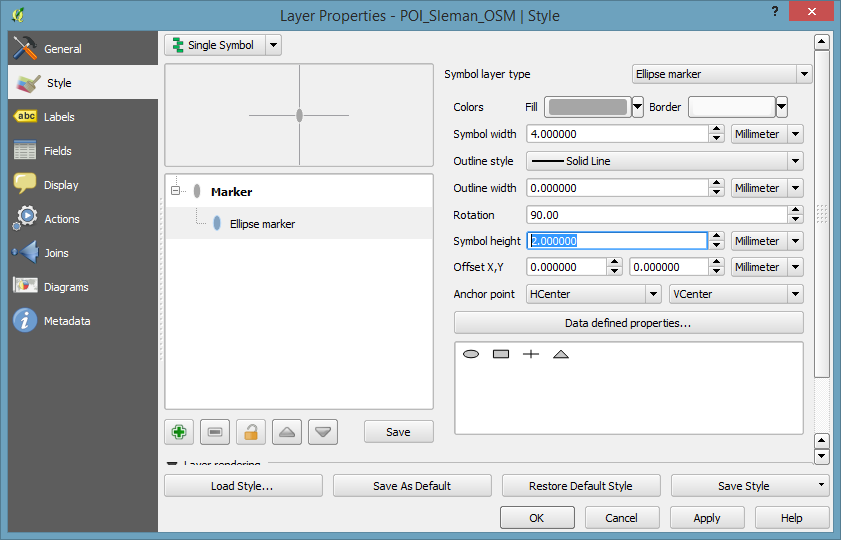 Layer Properties - POI_Sleman_OSM | Style
?
General
Style
abc Labels
Fields
Display
Actions
Joins
Diagrams
Metadata
Single Symbol
Marker
Ellipse marker
Save
Symbol layer type Ellipse marker
Colors Fill Border
Symbol width 4.000000 Millimeter
Outline style Solid Line
Outline width 0.000000 Millimeter
Rotation 90.00
Symbol height 2.000000 Millimeter
Offset X,Y 0.000000 0.000000 Millimeter
Anchor point HCenter VCenter
Data defined properties...
Layer rendering
Load Style... Save As Default Restore Default Style Save Style
OK Cancel Apply Help